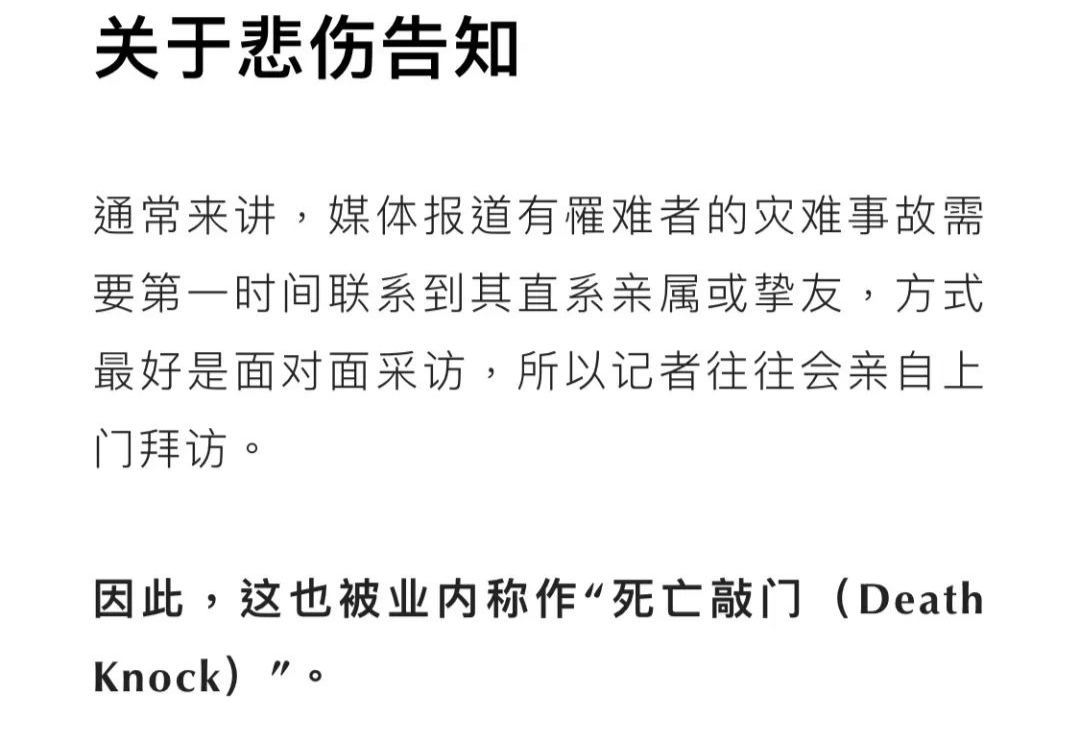 关于悲伤告知
通常来讲，媒体报道有罹难者的灾难事故需
要第一时间联系到其直系亲属或挚友，方式
最好是面对面采访，所以记者往往会亲自上
门拜访。
因此，这也被业内称作“死亡敲门（Death
Knock）”。